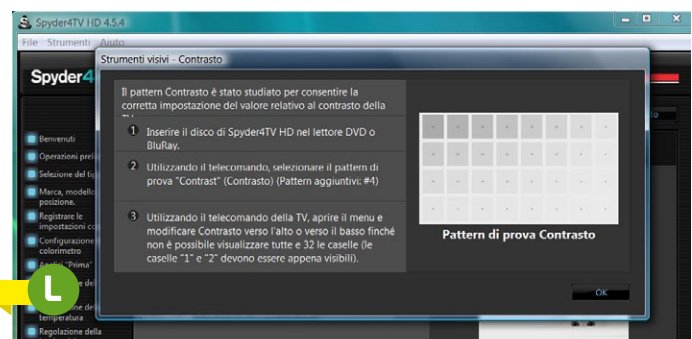 Spyder4TV HD 4.5.4
File Strumenti Aiuto
Strumenti visivi - Contrasto
Spyder4
Il pattern Contrasto è stato studiato per consentire la
corretta impostazione del valore relativo al contrasto della
1 Inserire il disco di Spyder4TV HD nel lettore DVD o
BluRay.
2 Utilizzando il telecomando, selezionare il pattern di
prova "Contrast" (Contrasto) (Pattern aggiuntivi: #4)
3 Utilizzando il telecomando della TV, aprire il menu e
modificare Contrasto verso l'alto o verso il basso finché
non è possibile visualizzare tutte e 32 le caselle (le
caselle "1" e "2" devono essere appena visibili).
Pattern di prova Contrasto
OK
Benvenuti
Operazioni preli
Selezione del tip
Marca, modello
posizione.
Registrare le
impostazioni co
Configurazione
colorimetro
"Prima"
L
temperatura
Regolazione della